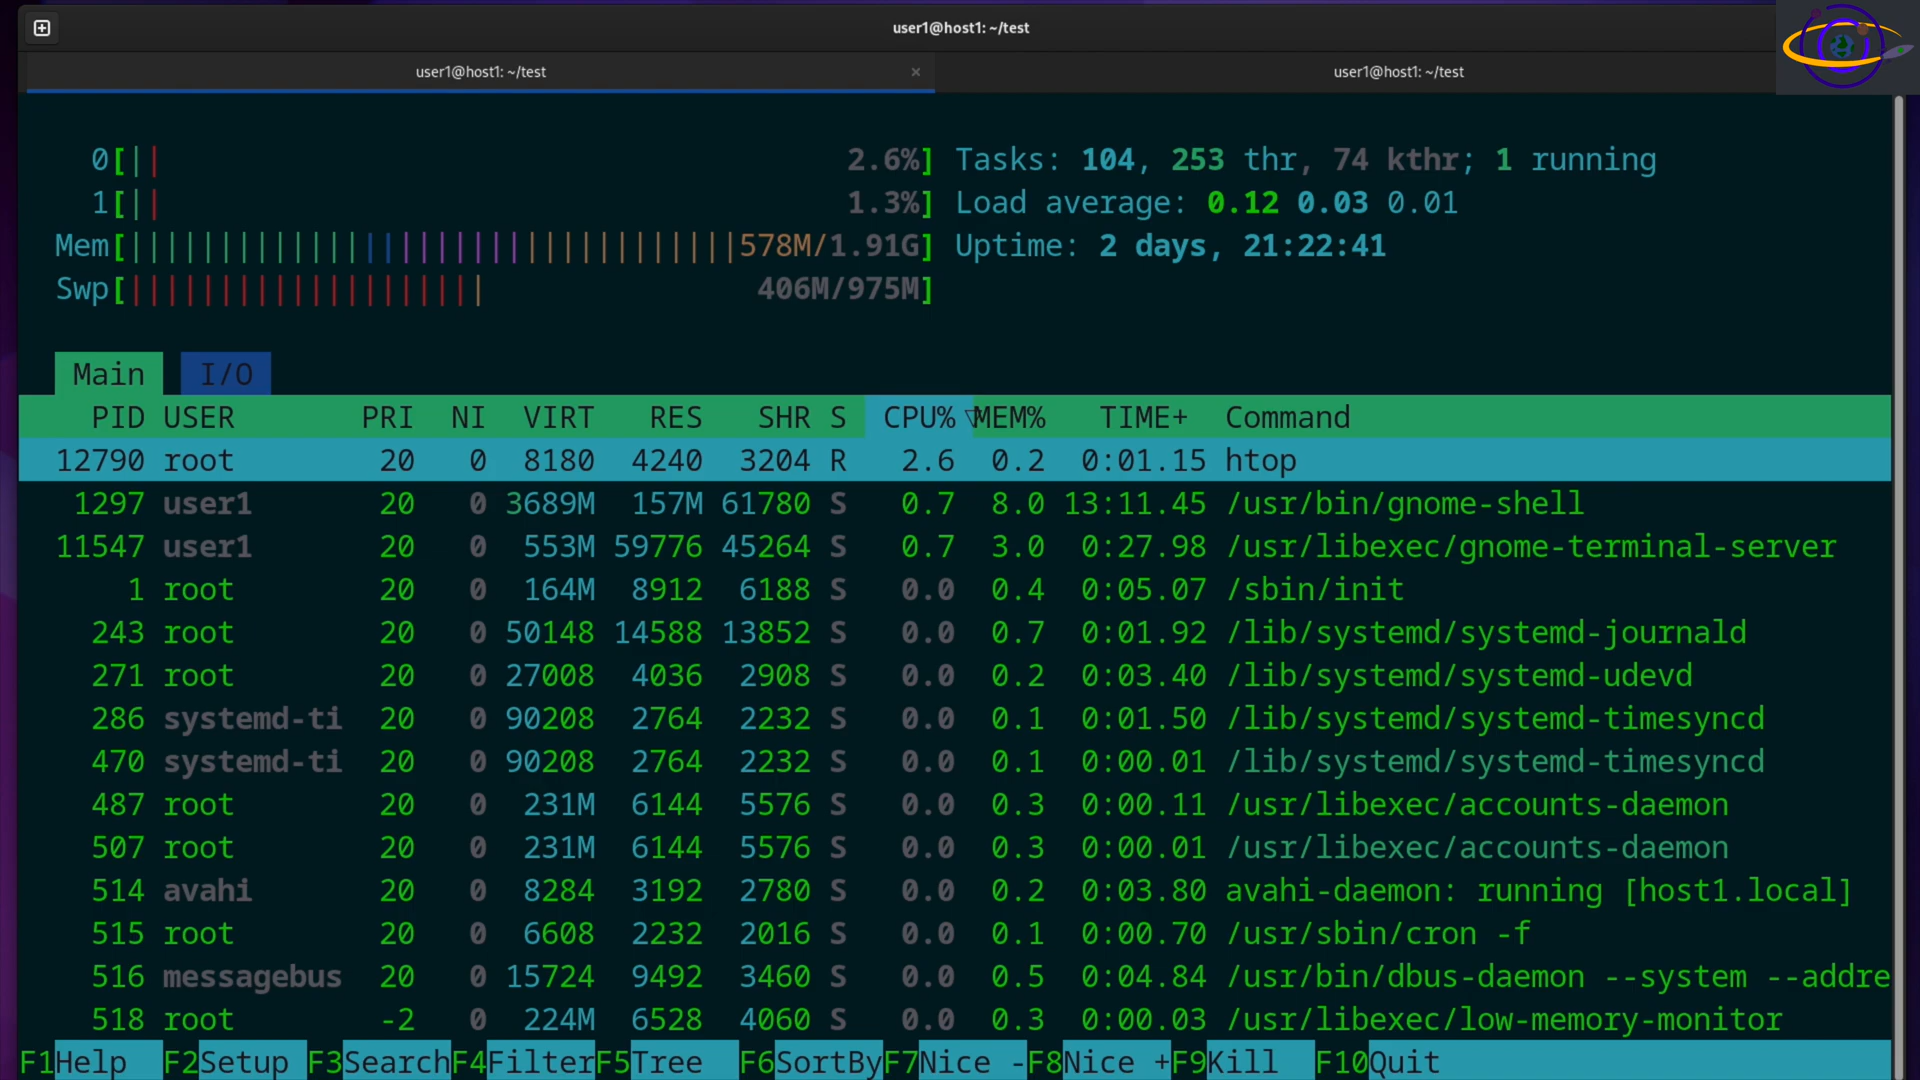 user1@host1: ~/test
user1@host1: ~/test × user1@host1: ~/test
0[|| 2.6%] Tasks: 104, 253 thr, 74 kthr; 1 running
1[|| 1.3%] Load average: 0.12 0.03 0.01
Mem[||||||||||||||||||||||||||||||||||578M/1.91G] Uptime: 2 days, 21:22:41
Swp[|||||||||||||||||||| 406M/975M]
Main I/O
PID USER PRI NI VIRT RES SHR S CPU%▽MEM% TIME+ Command
12790 root 20 0 8180 4240 3204 R 2.6 0.2 0:01.15 htop
1297 user1 20 0 3689M 157M 61780 S 0.7 8.0 13:11.45 /usr/bin/gnome-shell
11547 user1 20 0 553M 59776 45264 S 0.7 3.0 0:27.98 /usr/libexec/gnome-terminal-server
1 root 20 0 164M 8912 6188 S 0.0 0.4 0:05.07 /sbin/init
243 root 20 0 50148 14588 13852 S 0.0 0.7 0:01.92 /lib/systemd/systemd-journald
271 root 20 0 27008 4036 2908 S 0.0 0.2 0:03.40 /lib/systemd/systemd-udevd
286 systemd-ti 20 0 90208 2764 2232 S 0.0 0.1 0:01.50 /lib/systemd/systemd-timesyncd
470 systemd-ti 20 0 90208 2764 2232 S 0.0 0.1 0:00.01 /lib/systemd/systemd-timesyncd
487 root 20 0 231M 6144 5576 S 0.0 0.3 0:00.11 /usr/libexec/accounts-daemon
507 root 20 0 231M 6144 5576 S 0.0 0.3 0:00.01 /usr/libexec/accounts-daemon
514 avahi 20 0 8284 3192 2780 S 0.0 0.2 0:03.80 avahi-daemon: running [host1.local]
515 root 20 0 6608 2232 2016 S 0.0 0.1 0:00.70 /usr/sbin/cron -f
516 messagebus 20 0 15724 9492 3460 S 0.0 0.5 0:04.84 /usr/bin/dbus-daemon --system --addre
518 root -2 0 224M 6528 4060 S 0.0 0.3 0:00.03 /usr/libexec/low-memory-monitor
F1Help F2Setup F3SearchF4FilterF5Tree F6SortByF7Nice -F8Nice +F9Kill F10Quit